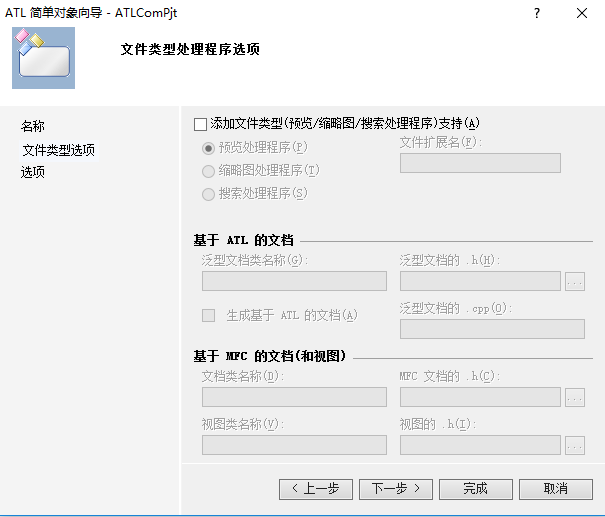 ATL 简单对象向导 - ATLComPjt
?
文件类型处理程序选项
名称
文件类型选项
选项
添加文件类型(预览/缩略图/搜索处理程序)支持(A)
预览处理程序(P)
文件扩展名(F):
缩略图处理程序(T)
搜索处理程序(S)
基于 ATL 的文档
泛型文档类名称(G):
泛型文档的 .h(H):
...
生成基于 ATL 的文档(A)
泛型文档的 .cpp(O):
基于 MFC 的文档(和视图)
文档类名称(D):
MFC 文档的 .h(C):
...
视图类名称(V):
视图的 .h(I):
...
< 上一步
下一步 >
完成
取消